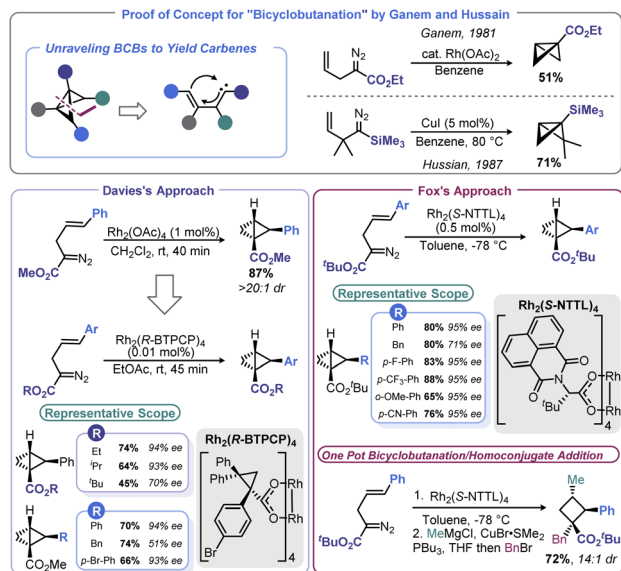 Proof of Concept for "Bicyclobutanation" by Ganem and Hussain
Unraveling BCBs to Yield Carbenes
Ganem, 1981
N2
CO2Et
cat. Rh(OAc)2
Benzene
CO2Et
51%
N2
SiMe3
CuI (5 mol%)
Benzene, 80 °C
Hussian, 1987
SiMe3
71%
Davies's Approach
Ph
MeO2C
N2
Rh2(OAc)4 (1 mol%)
CH2Cl2, rt, 40 min
H
Ph
CO2Me
87%
>20:1 dr
Ar
RO2C
N2
Rh2(R-BTPCP)4
(0.01 mol%)
EtOAc, rt, 45 min
H
Ar
CO2R
Representative Scope
H
Ph
CO2R
R
Et 74% 94% ee
iPr 64% 93% ee
tBu 45% 70% ee
H
R
CO2Me
R
Ph 70% 94% ee
Bn 74% 51% ee
p-Br-Ph 66% 93% ee
Rh2(R-BTPCP)4
Ph
Ph
H
O Rh
O Rh
Br
4
Fox's Approach
Ar
tBuO2C
N2
Rh2(S-NTTL)4
(0.5 mol%)
Toluene, -78 °C
H
Ar
CO2tBu
Representative Scope
H
R
CO2tBu
R
Ph 80% 95% ee
Bn 80% 71% ee
p-F-Ph 83% 95% ee
p-CF3-Ph 88% 95% ee
o-OMe-Ph 65% 95% ee
p-CN-Ph 76% 95% ee
Rh2(S-NTTL)4
O
N
O
H
tBu
O Rh
O Rh
4
One Pot Bicyclobutanation/Homoconjugate Addition
Ph
tBuO2C
N2
1. Rh2(S-NTTL)4
Toluene, -78 °C
2. MeMgCl, CuBr•SMe2
PBu3, THF then BnBr
Me
Ph
Bn
CO2tBu
72%, 14:1 dr